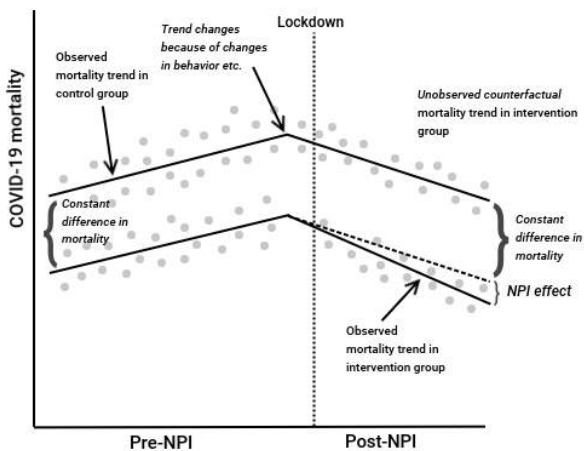 Lockdown
Trend changes
because of changes
in behavior etc.
Observed
mortality trend in
control group
Unobserved counterfactual
mortality trend in intervention
group
COVID-19 mortality
Constant
difference in
mortality
Constant
difference in
mortality
NPI effect
Observed
mortality trend in
intervention group
Pre-NPI
Post-NPI